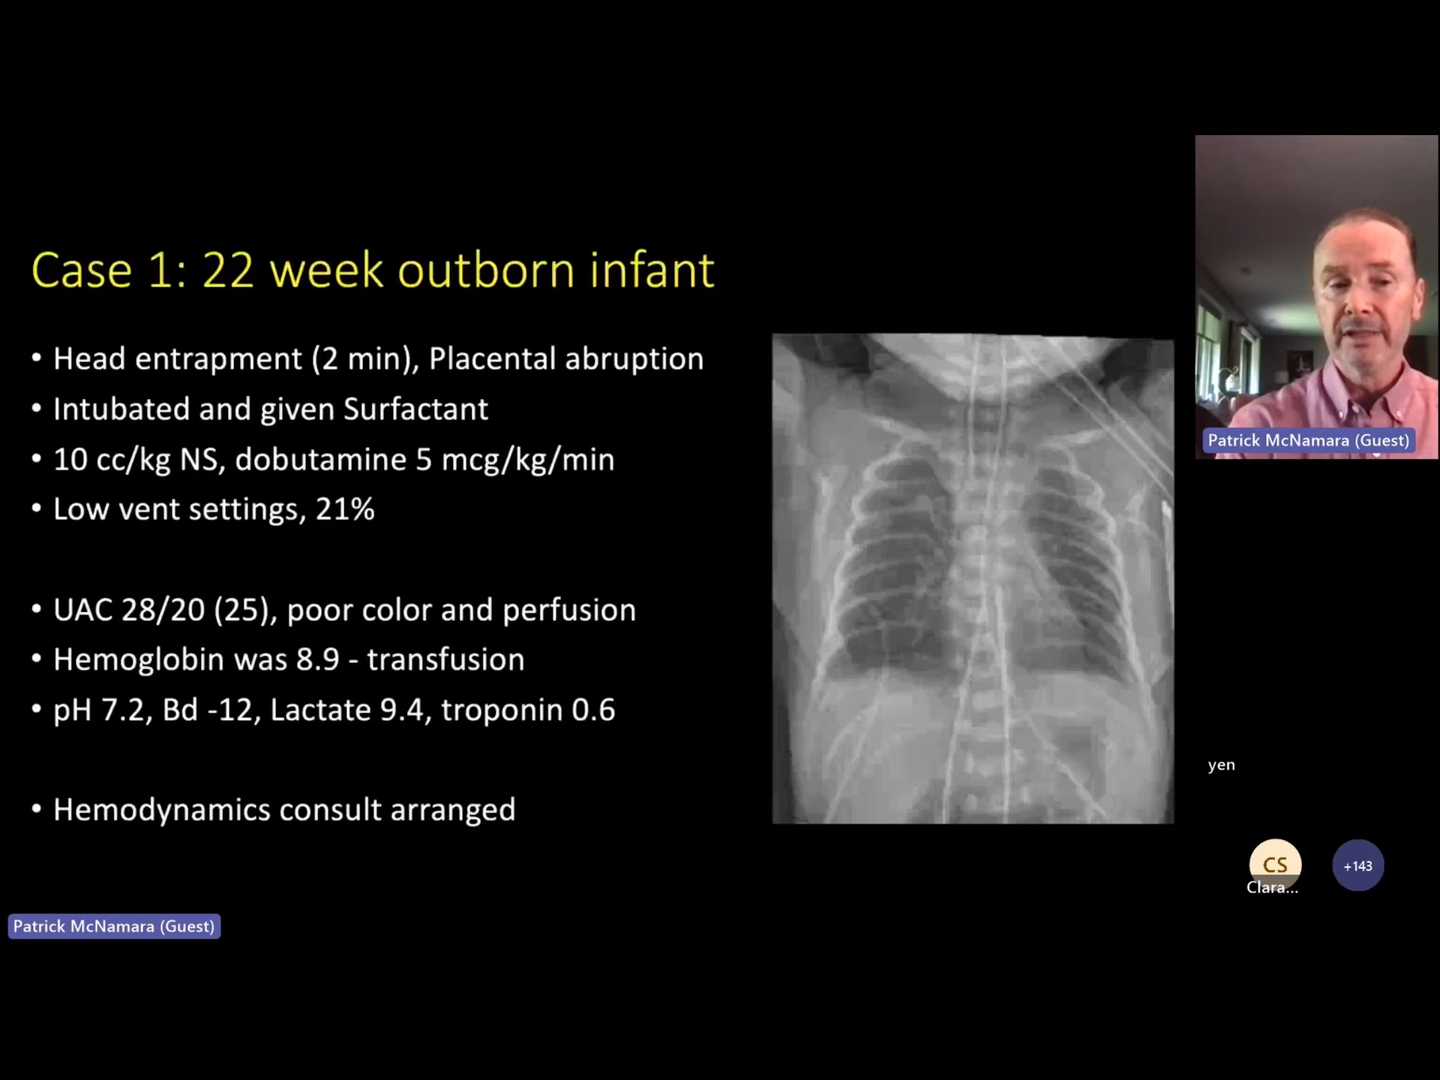 Case 1: 22 week outborn infant
• Head entrapment (2 min), Placental abruption
• Intubated and given Surfactant
• 10 cc/kg NS, dobutamine 5 mcg/kg/min
• Low vent settings, 21%
• UAC 28/20 (25), poor color and perfusion
• Hemoglobin was 8.9 - transfusion
• pH 7.2, Bd -12, Lactate 9.4, troponin 0.6
• Hemodynamics consult arranged
Patrick McNamara (Guest)
yen
CS
Clara...
+143
Patrick McNamara (Guest)